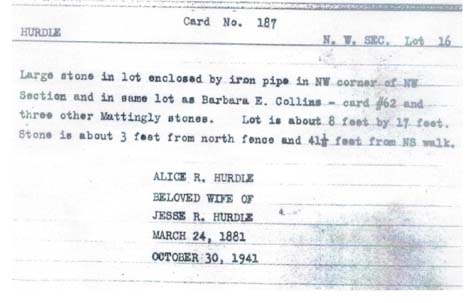 Card No. 187
HURDLE
N. W. SEC. Lot 16
Large stone in lot enclosed by iron pipe in NW corner of NW
Section and in same lot as Barbara E. Collins - card #62 and
three other Mattingly stones. Lot is about 8 feet by 17 feet.
Stone is about 3 feet from north fence and 41½ feet from NS walk.
ALICE R. HURDLE
BELOVED WIFE OF
JESSE R. HURDLE
MARCH 24, 1881
OCTOBER 30, 1941